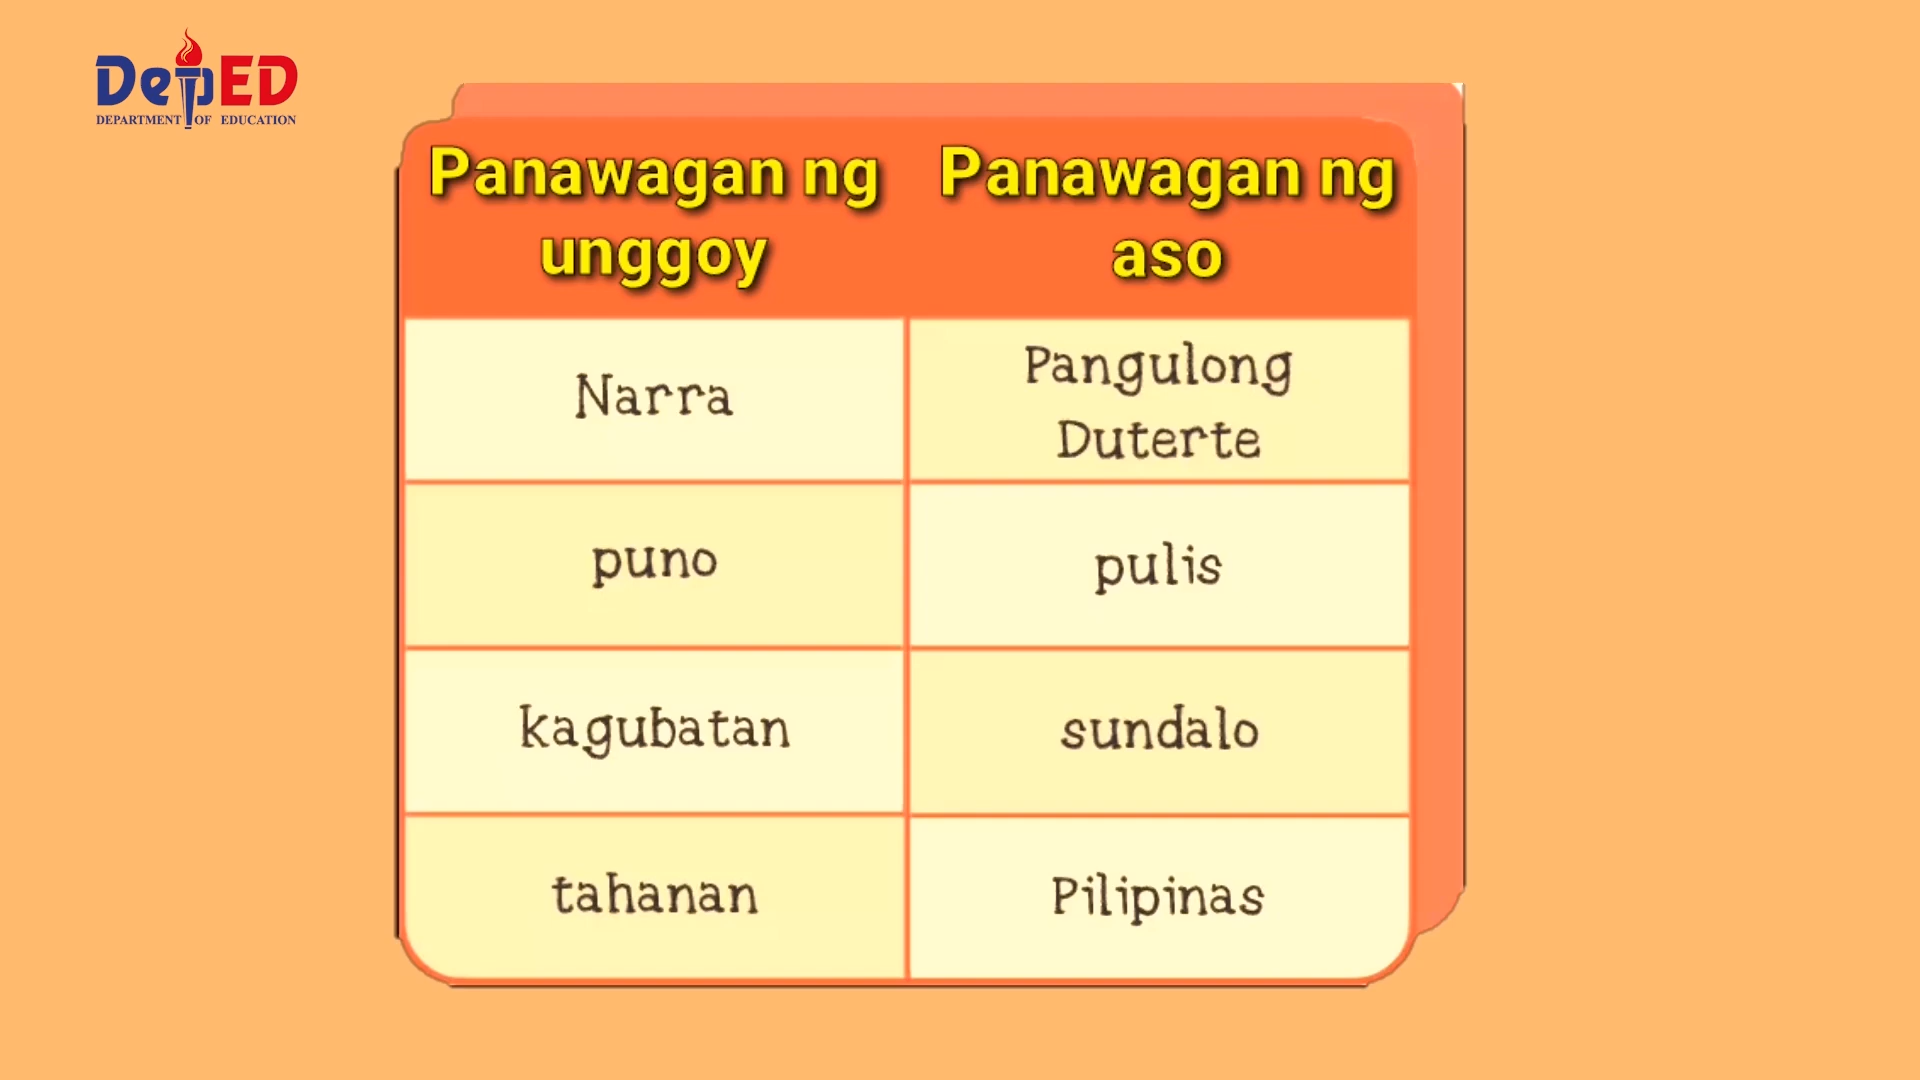 DepED
DEPARTMENT OF EDUCATION
Panawagan ng
unggoy
Panawagan ng
aso
Narra
Pangulong
Duterte
puno
pulis
kagubatan
sundalo
tahanan
Pilipinas